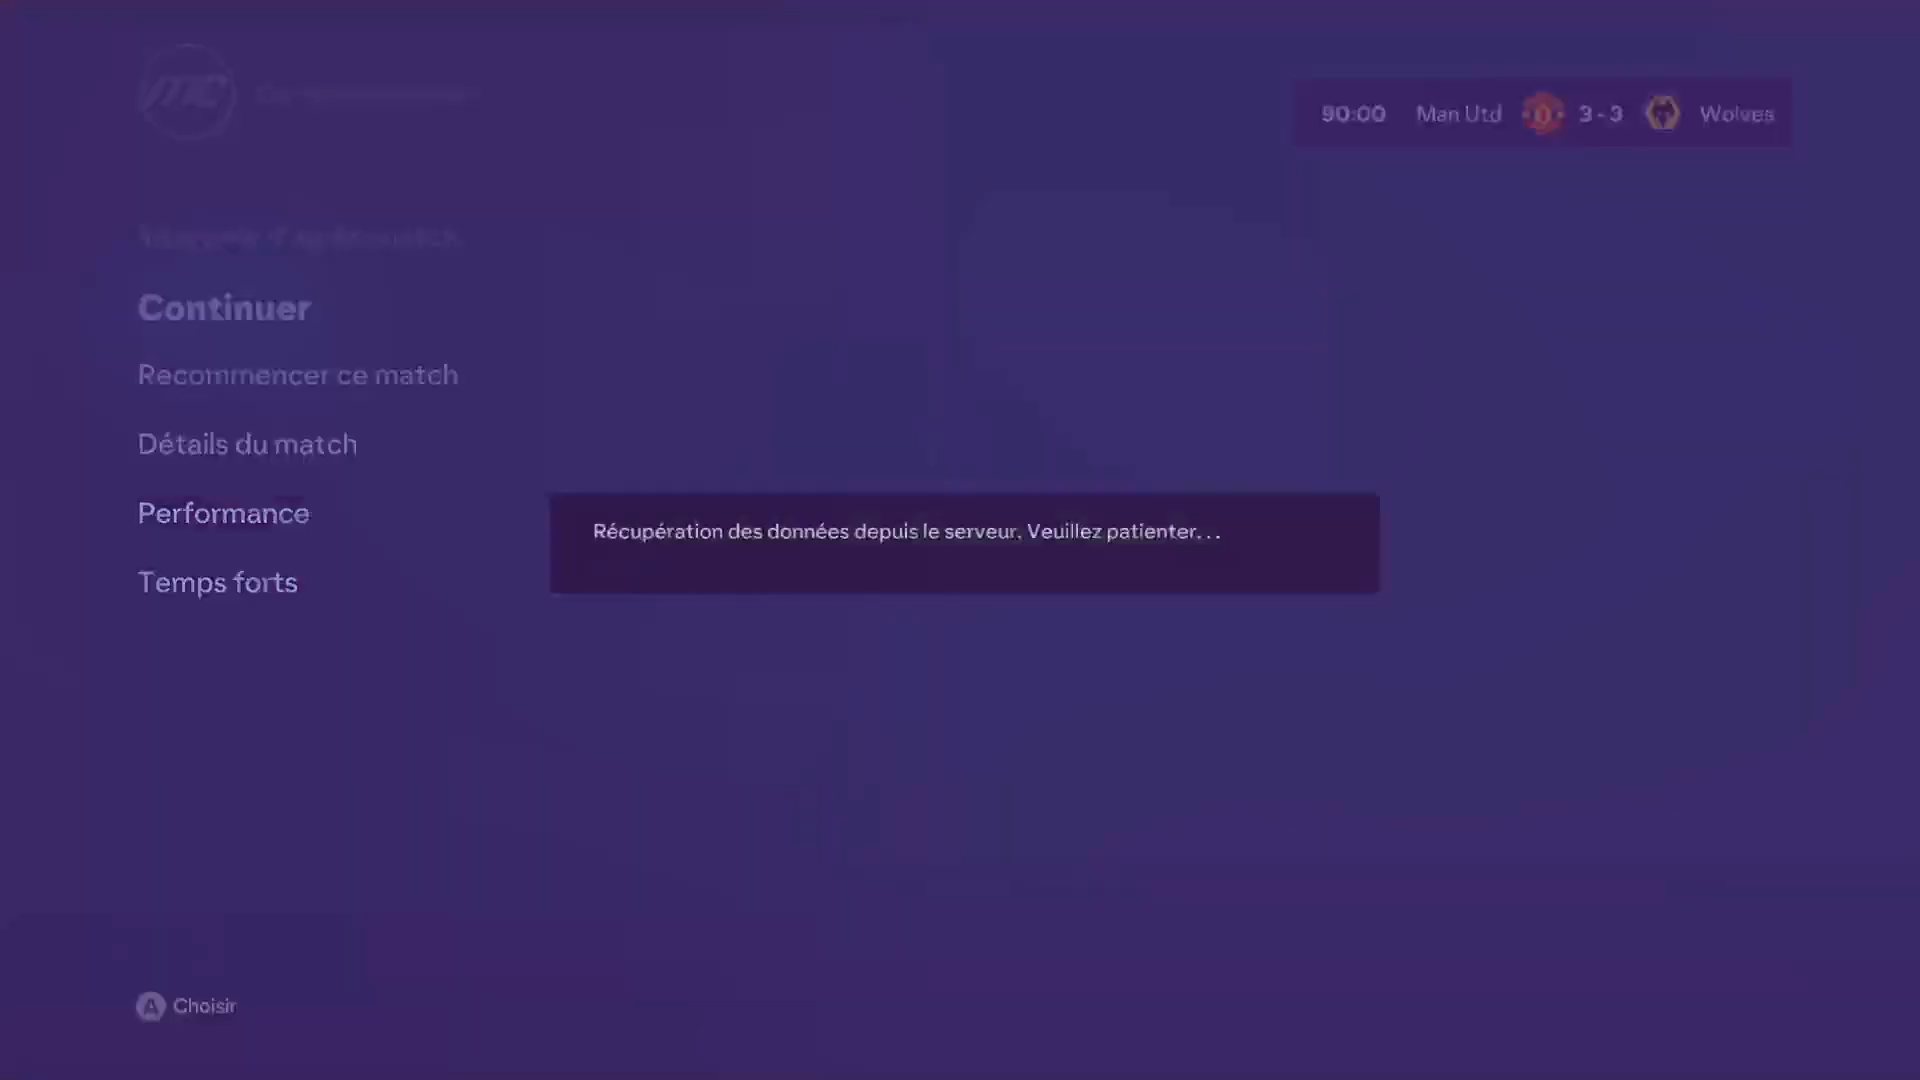 90:00 Man Utd 3 - 3 Wolves
Continuer
Recommencer ce match
Détails du match
Performance
Récupération des données depuis le serveur. Veuillez patienter...
Temps forts
A Choisir